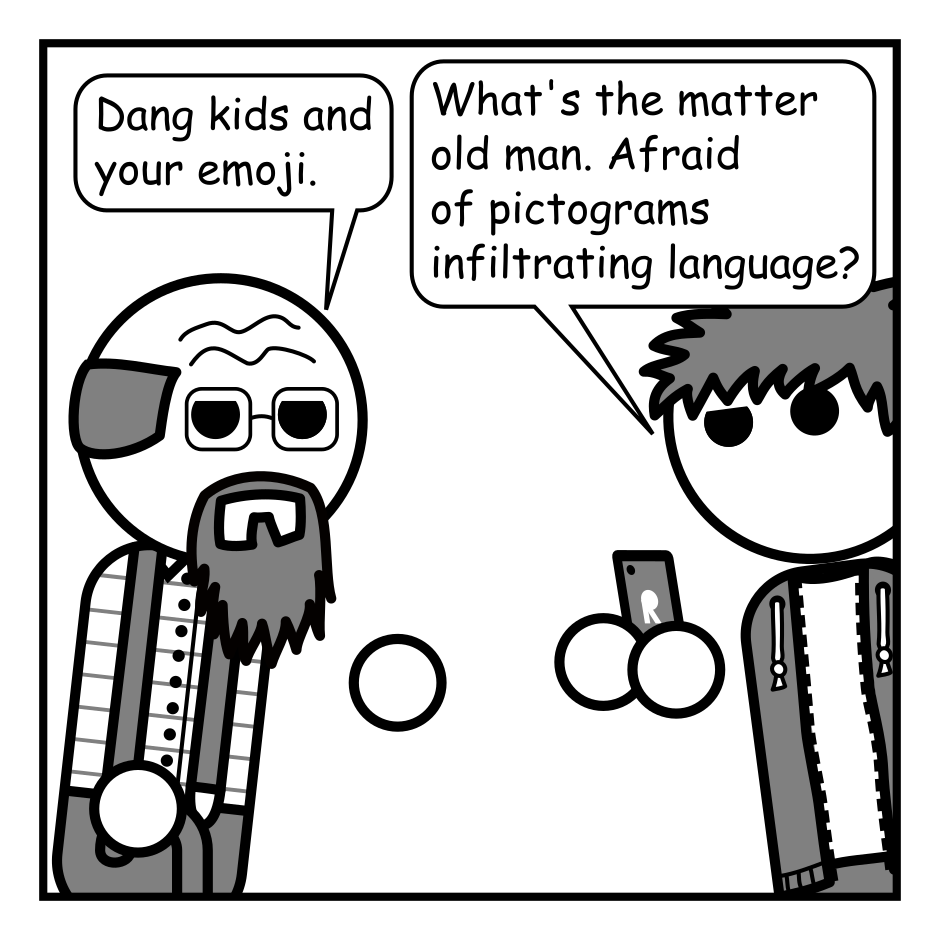 Dang kids and
your emoji.
What's the matter
old man. Afraid
of pictograms
infiltrating language?
R